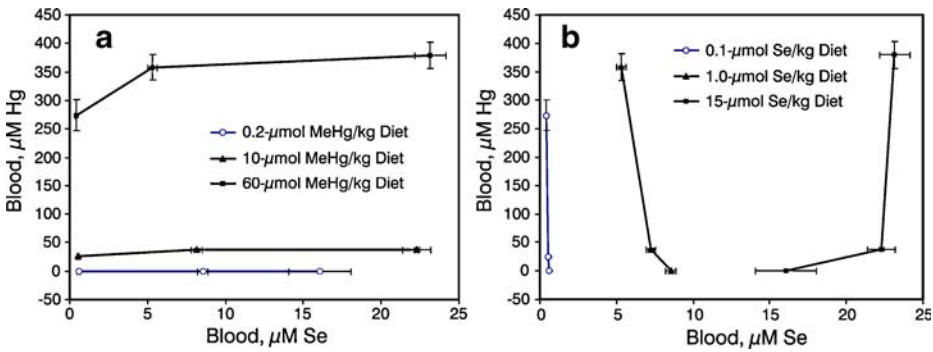 a
450
400
350
300
250
200
150
100
50
0
-50
Blood, µM Hg
0.2-µmol MeHg/kg Diet
10-µmol MeHg/kg Diet
60-µmol MeHg/kg Diet
0 5 10 15 20 25
Blood, µM Se
b
450
400
350
300
250
200
150
100
50
0
-50
Blood, µM Hg
0.1-µmol Se/kg Diet
1.0-µmol Se/kg Diet
15-µmol Se/kg Diet
0 5 10 15 20 25
Blood, µM Se